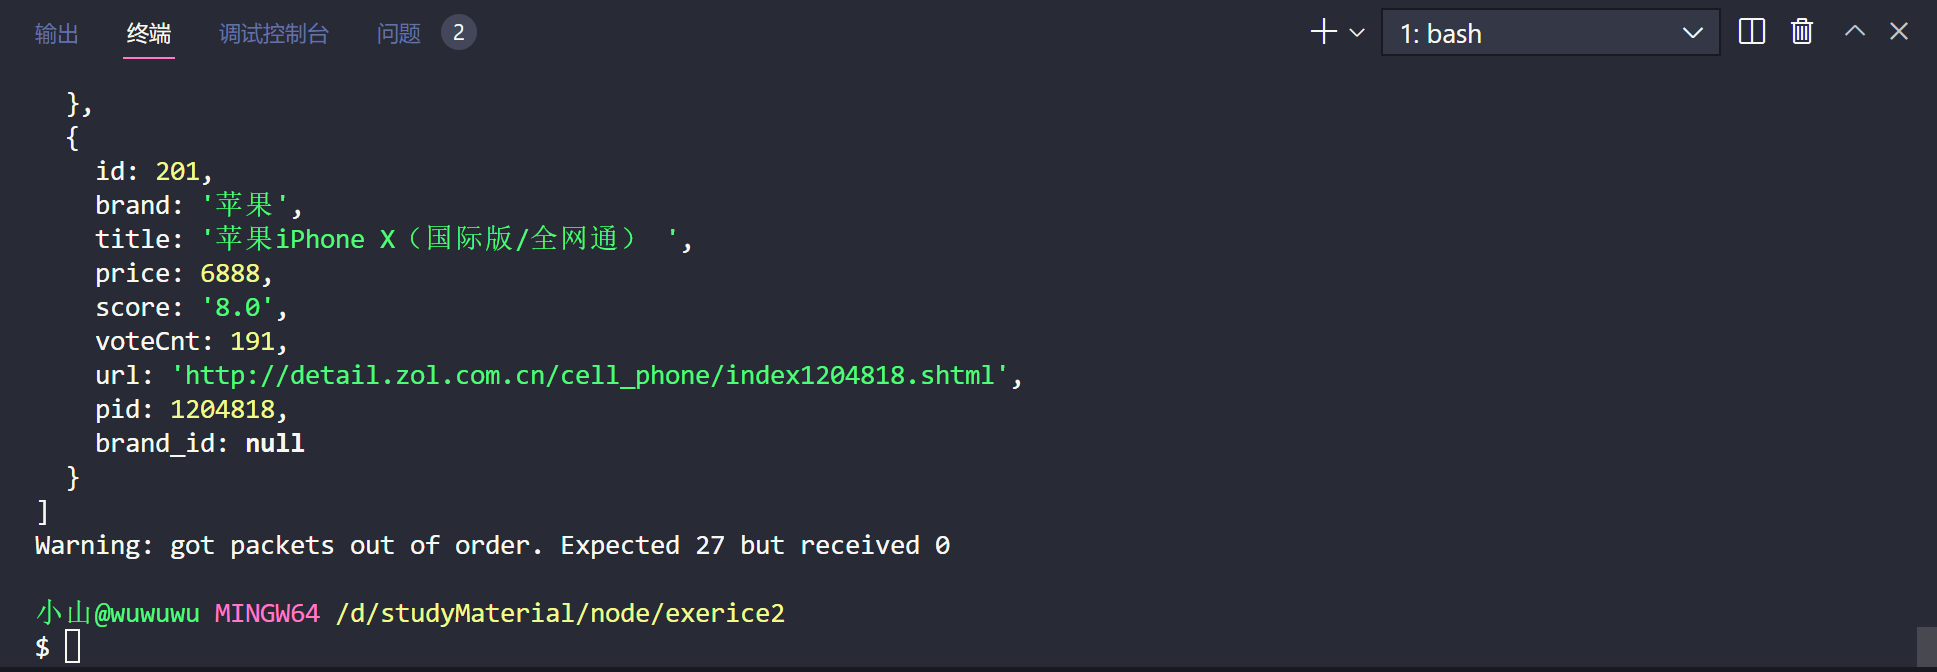 输出 终端 调试控制台 问题 2 1: bash
},
{
id: 201,
brand: '苹果',
title: '苹果iPhone X（国际版/全网通） ',
price: 6888,
score: '8.0',
voteCnt: 191,
url: 'http://detail.zol.com.cn/cell_phone/index1204818.shtml',
pid: 1204818,
brand_id: null
}
]
Warning: got packets out of order. Expected 27 but received 0
小山@wuwuwu MINGW64 /d/studyMaterial/node/exerice2
$